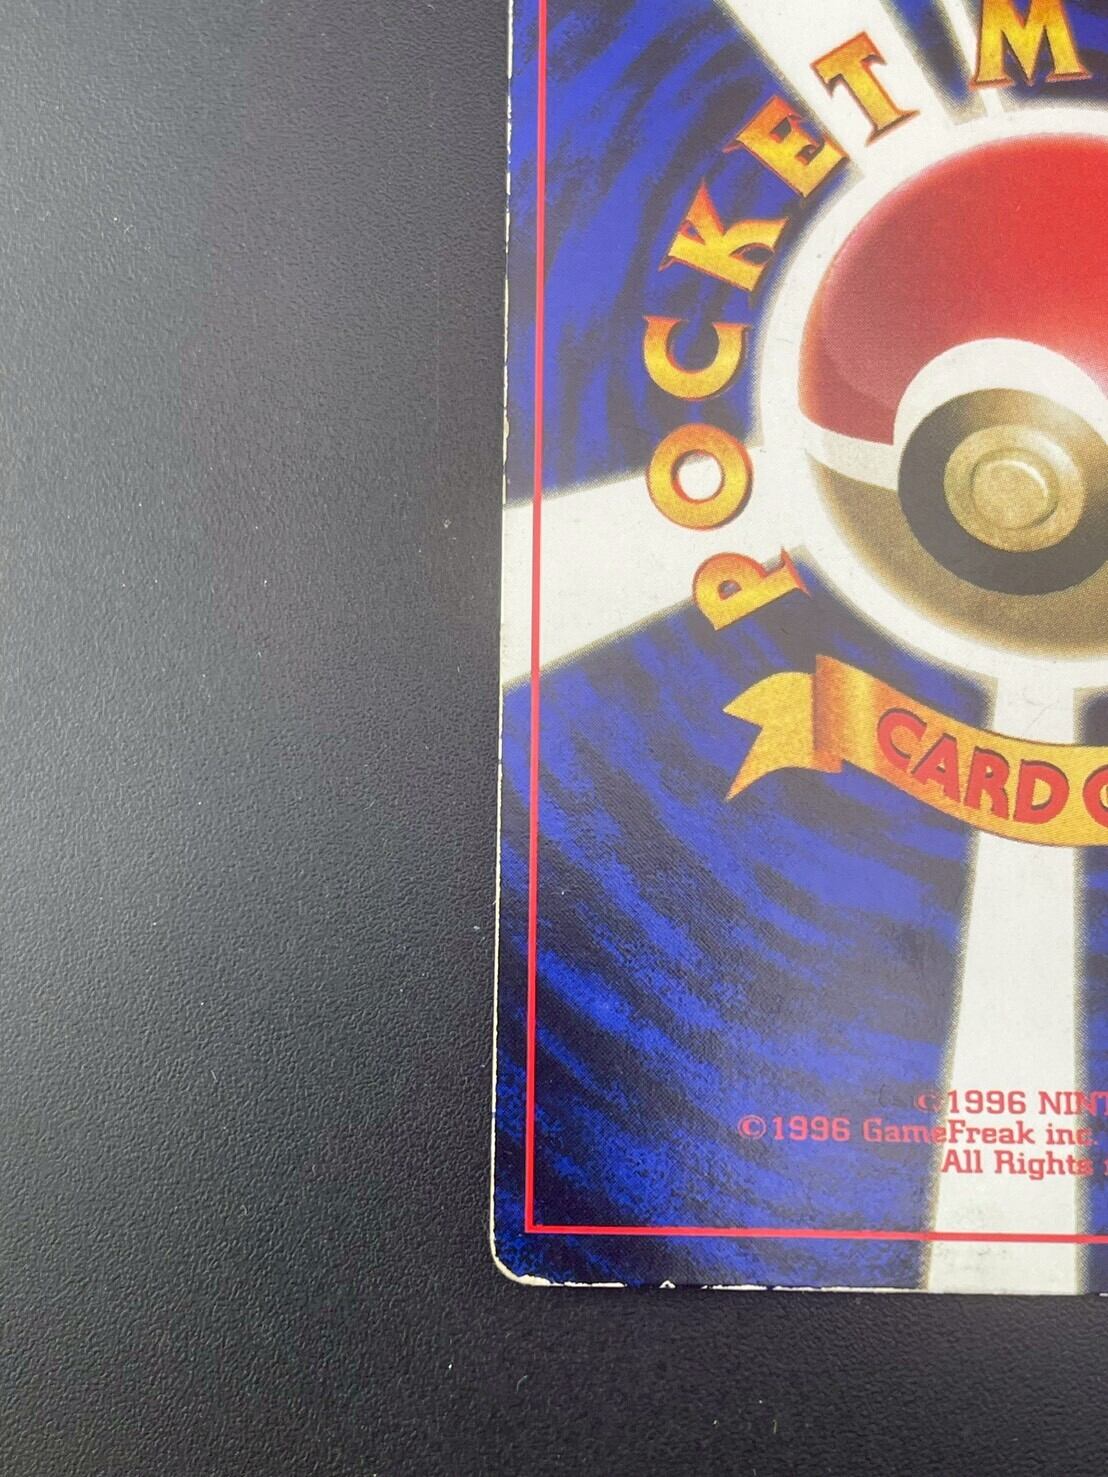 POCKET M
CARD G
©1996 NINT
©1996 GameFreak inc.
All Rights